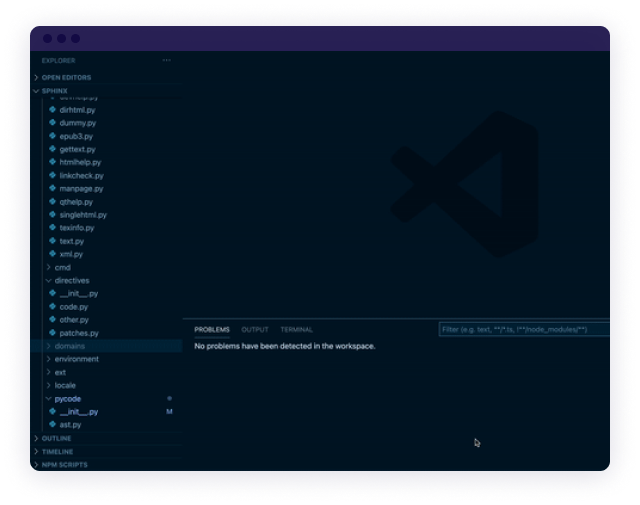 EXPLORER
OPEN EDITORS
SPHINX
devhelp.py
dirhtml.py
dummy.py
epub3.py
gettext.py
htmlhelp.py
linkcheck.py
manpage.py
qthelp.py
singlehtml.py
texinfo.py
text.py
xml.py
cmd
directives
__init__.py
code.py
other.py
patches.py
domains
environment
ext
locale
pycode
__init__.py M
ast.py
OUTLINE
TIMELINE
NPM SCRIPTS
PROBLEMS OUTPUT TERMINAL
Filter (e.g. text, **/*.ts, !**/node_modules/**)
No problems have been detected in the workspace.